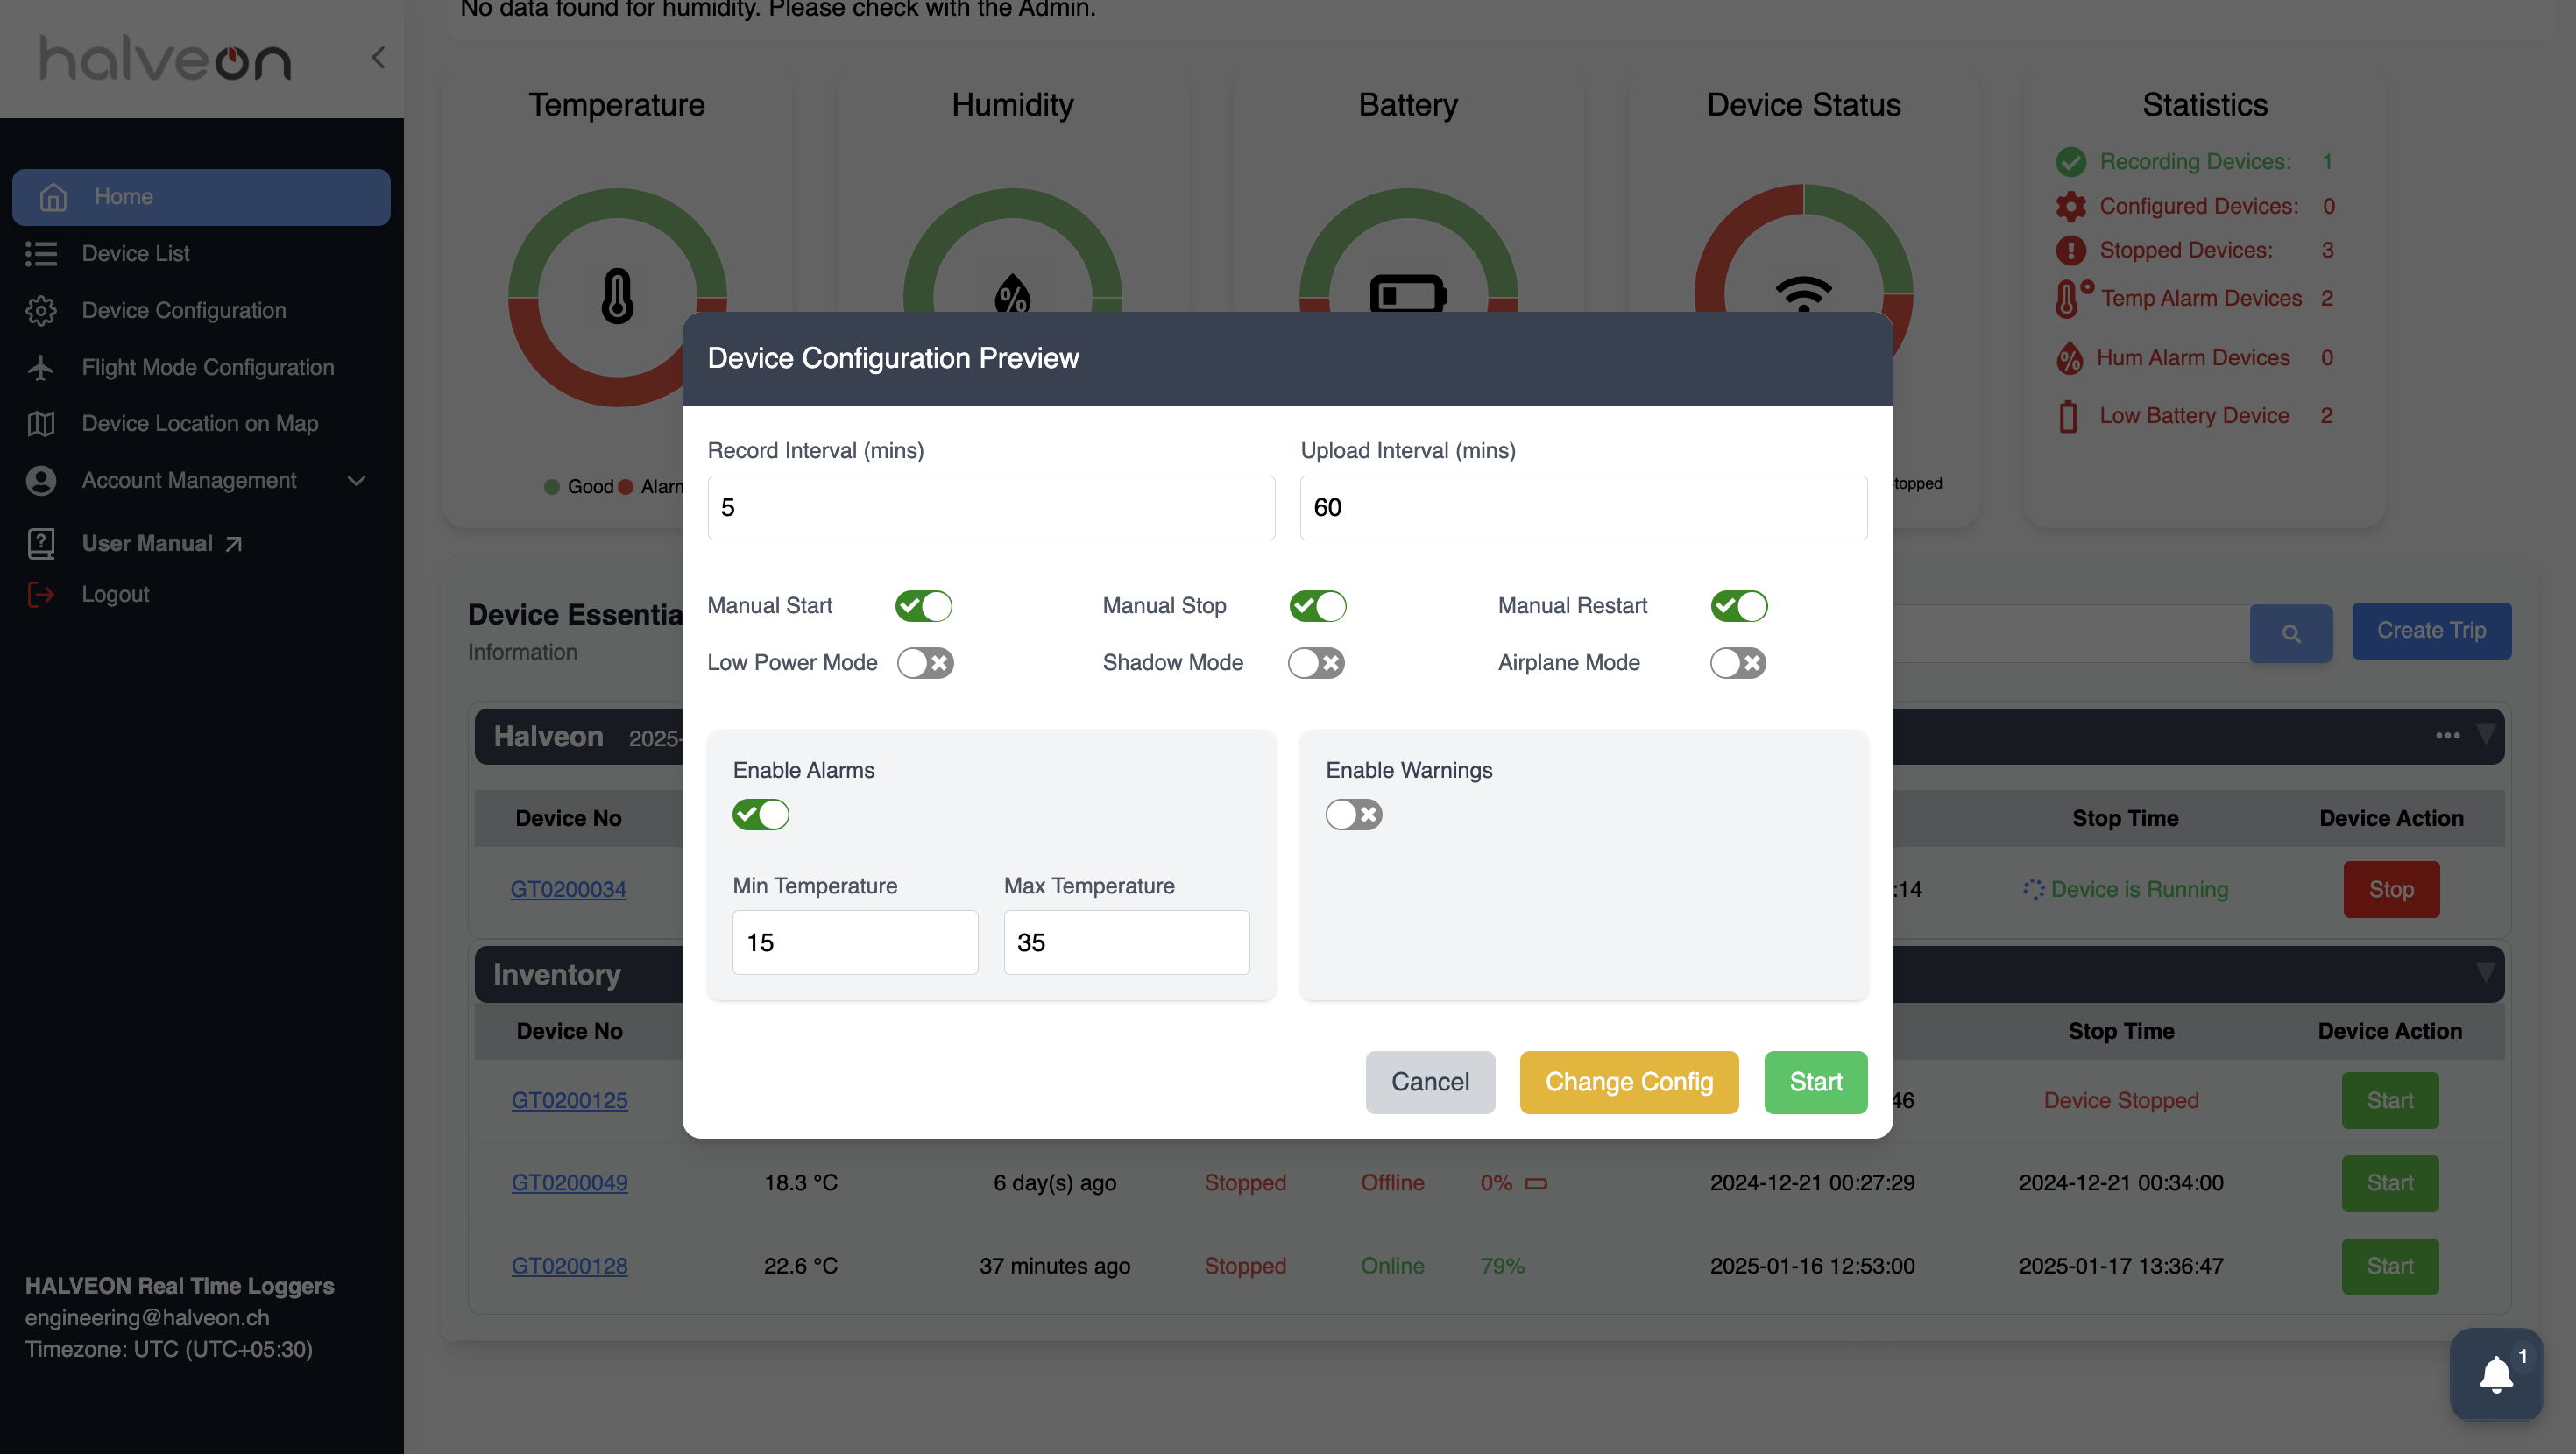 halveon
Home
Device List
Device Configuration
Flight Mode Configuration
Device Location on Map
Account Management
User Manual
Logout
HALVEON Real Time Loggers
engineering@halveon.ch
Timezone: UTC (UTC+05:30)
No data found for humidity. Please check with the Admin.
Temperature
Good
Humidity
Battery
Device Status
Statistics
Recording Devices: 1
Configured Devices: 0
Stopped Devices: 3
Temp Alarm Devices 2
Hum Alarm Devices 0
Low Battery Device 2
Device Configuration Preview
Record Interval (mins) Upload Interval (mins)
5 60
Manual Start Manual Stop Manual Restart
Low Power Mode Shadow Mode Airplane Mode
Enable Alarms Enable Warnings
Min Temperature Max Temperature
15 35
Cancel Change Config Start
Information
Create Trip
Halveon 2025-
Device No Stop Time Device Action
GT0200034 :14 Device is Running Stop
Inventory
Device No Stop Time Device Action
GT0200125 46 Device Stopped Start
GT0200049 18.3 °C 6 day(s) ago Stopped Offline 0% 2024-12-21 00:27:29 2024-12-21 00:34:00 Start
GT0200128 22.6 °C 37 minutes ago Stopped Online 79% 2025-01-16 12:53:00 2025-01-17 13:36:47 Start
1